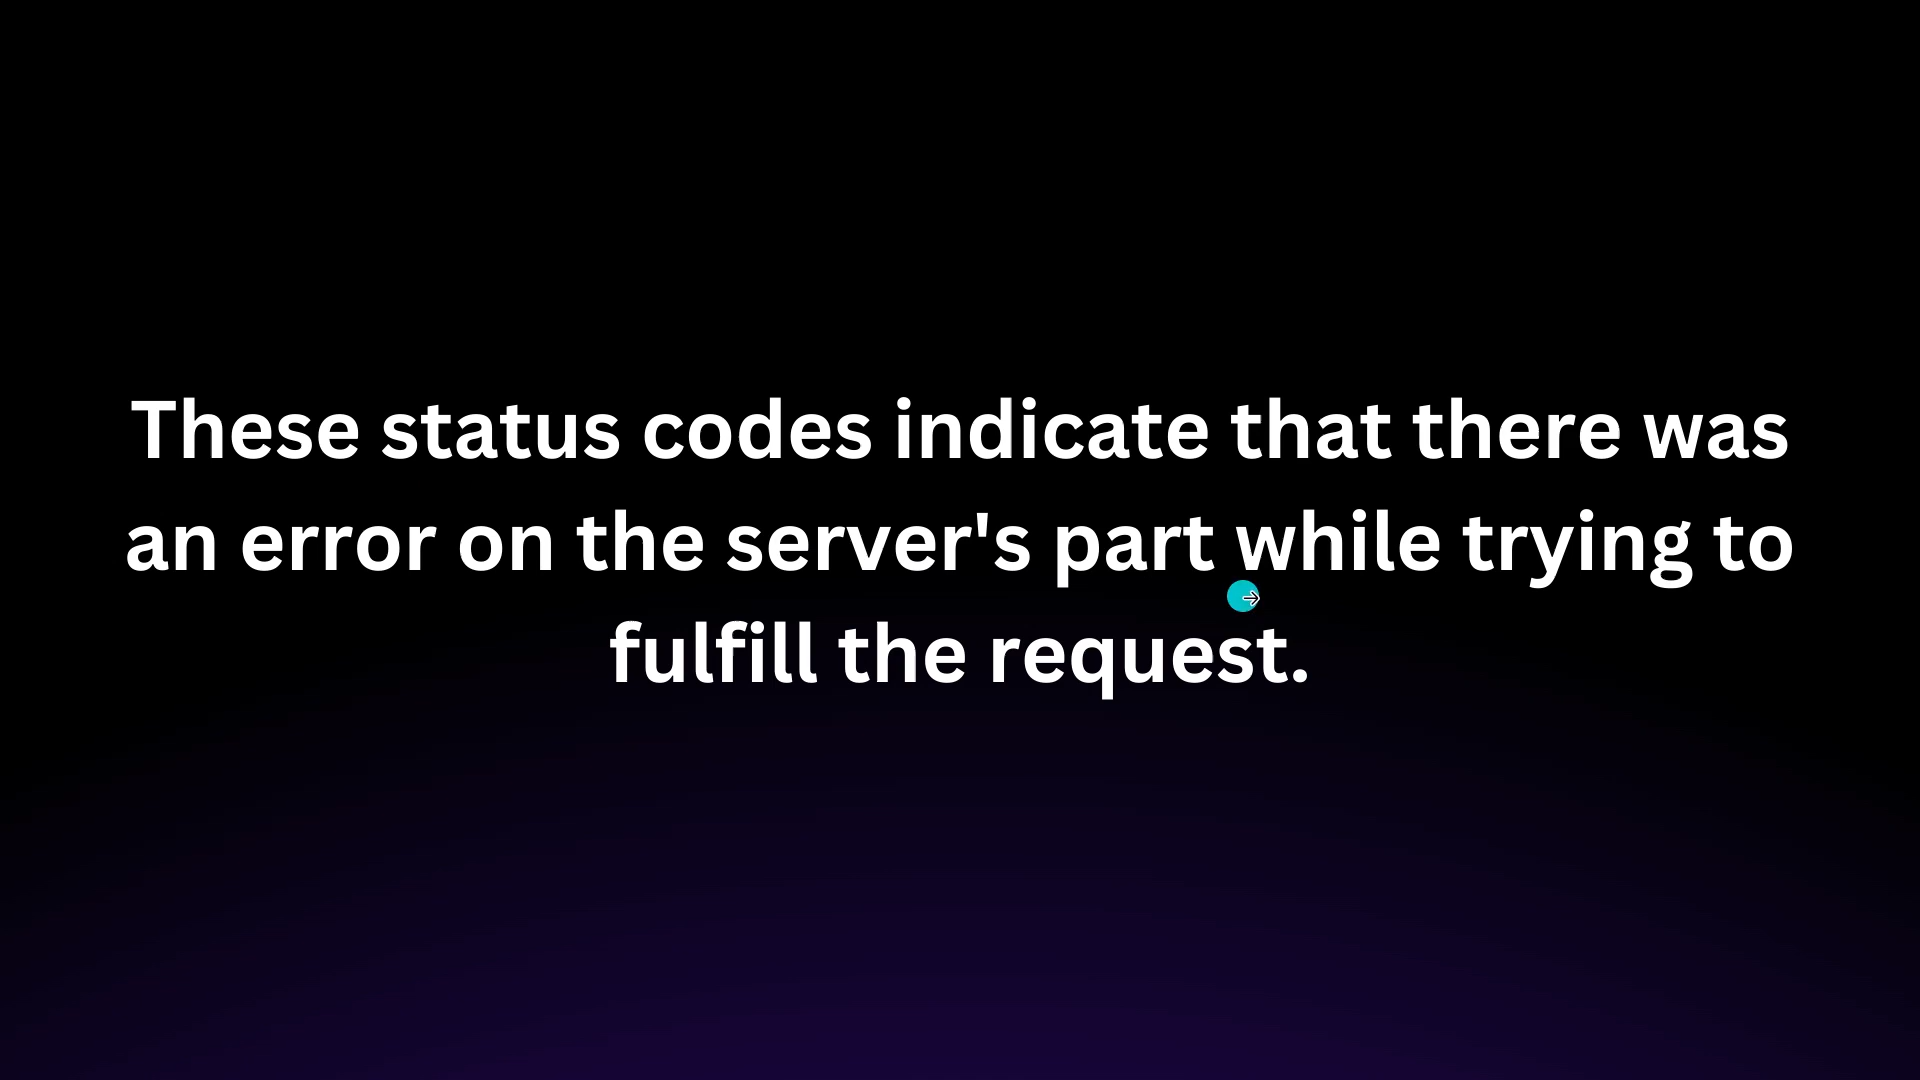 These status codes indicate that there was
an error on the server's part while trying to
fulfill the request.